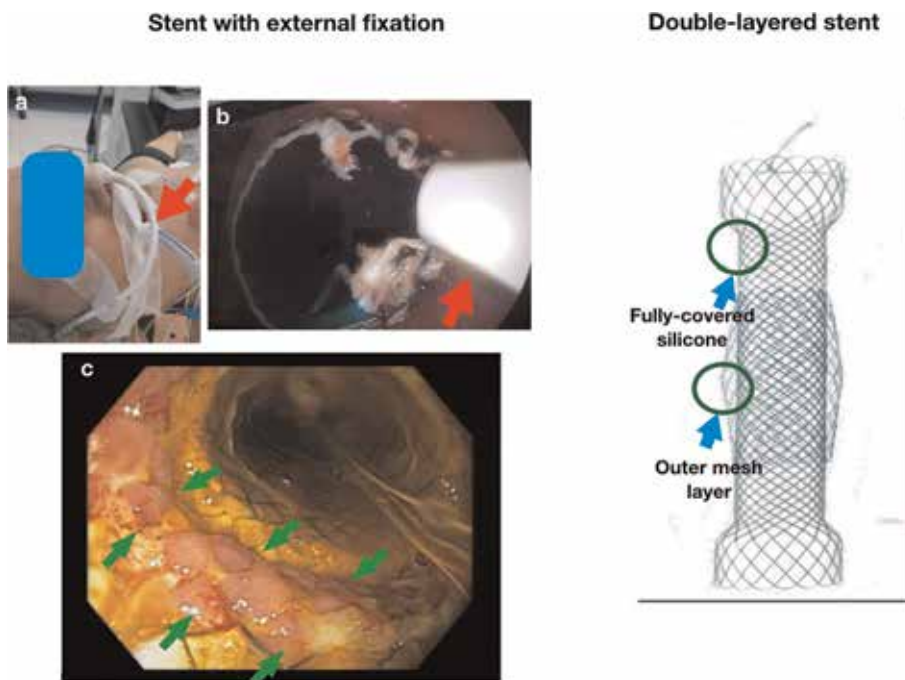 Stent with external fixation
Double-layered stent
a
b
c
Fully-covered
silicone
Outer mesh
layer